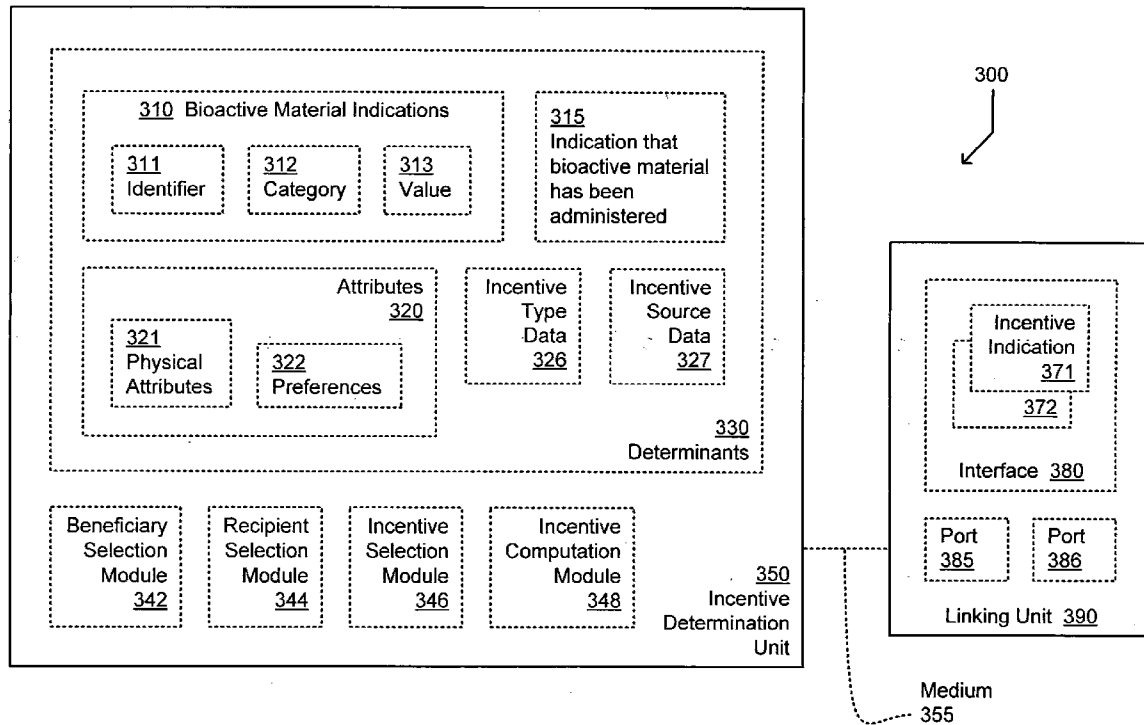 300
310 Bioactive Material Indications
311
Identifier
312
Category
313
Value
315
Indication that
bioactive material
has been
administered
Attributes
320
321
Physical
Attributes
322
Preferences
Incentive
Type
Data
326
Incentive
Source
Data
327
330
Determinants
Beneficiary
Selection
Module
342
Recipient
Selection
Module
344
Incentive
Selection
Module
346
Incentive
Computation
Module
348
350
Incentive
Determination
Unit
Incentive
Indication
371
372
Interface 380
Port
385
Port
386
Linking Unit 390
Medium
355